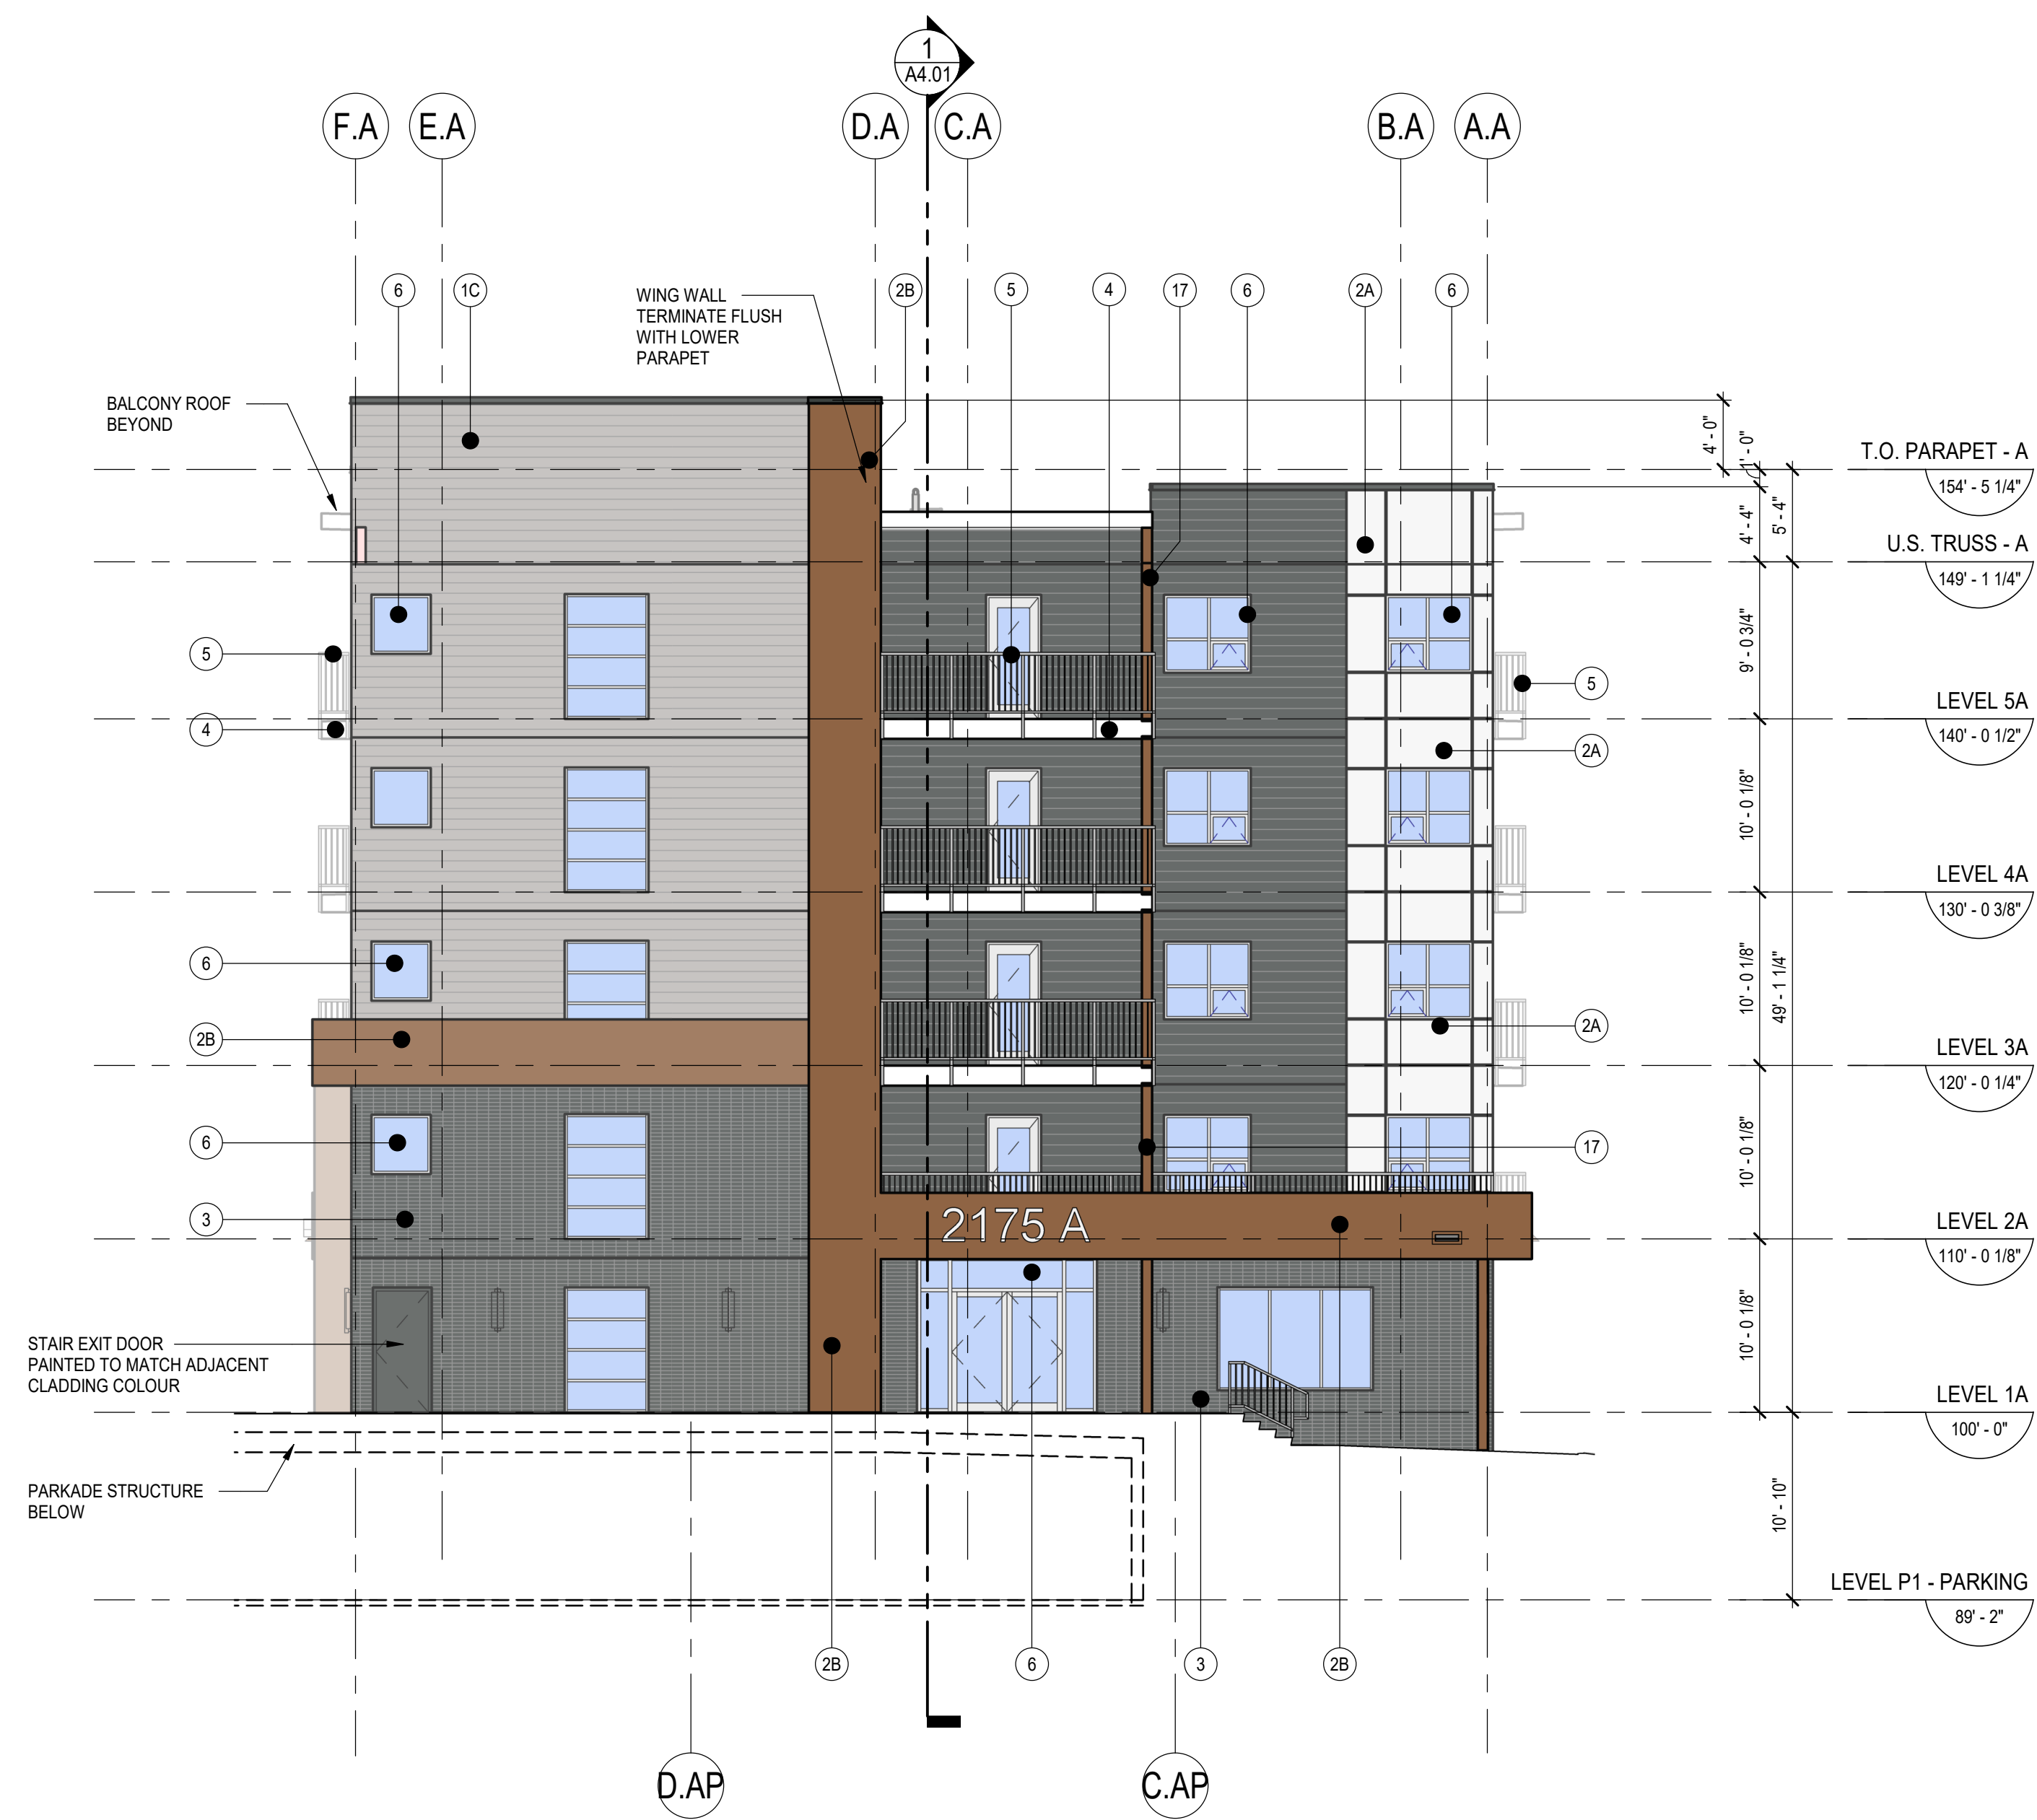 1
A4.01
F.A
E.A
D.A
C.A
B.A
A.A
6
1C
WING WALL
TERMINATE FLUSH
WITH LOWER
PARAPET
2B
5
4
17
6
2A
6
BALCONY ROOF
BEYOND
4' - 0"
1' - 0"
T.O. PARAPET - A
154' - 5 1/4"
4' - 4"
5' - 4"
U.S. TRUSS - A
149' - 1 1/4"
9' - 0 3/4"
5
5
4
LEVEL 5A
140' - 0 1/2"
2A
10' - 0 1/8"
LEVEL 4A
130' - 0 3/8"
6
10' - 0 1/8"
49' - 1 1/4"
2B
2A
LEVEL 3A
120' - 0 1/4"
6
17
10' - 0 1/8"
3
2175 A
LEVEL 2A
110' - 0 1/8"
10' - 0 1/8"
STAIR EXIT DOOR
PAINTED TO MATCH ADJACENT
CLADDING COLOUR
LEVEL 1A
100' - 0"
PARKADE STRUCTURE
BELOW
10' - 10"
LEVEL P1 - PARKING
89' - 2"
2B
6
3
2B
D.AP
C.AP